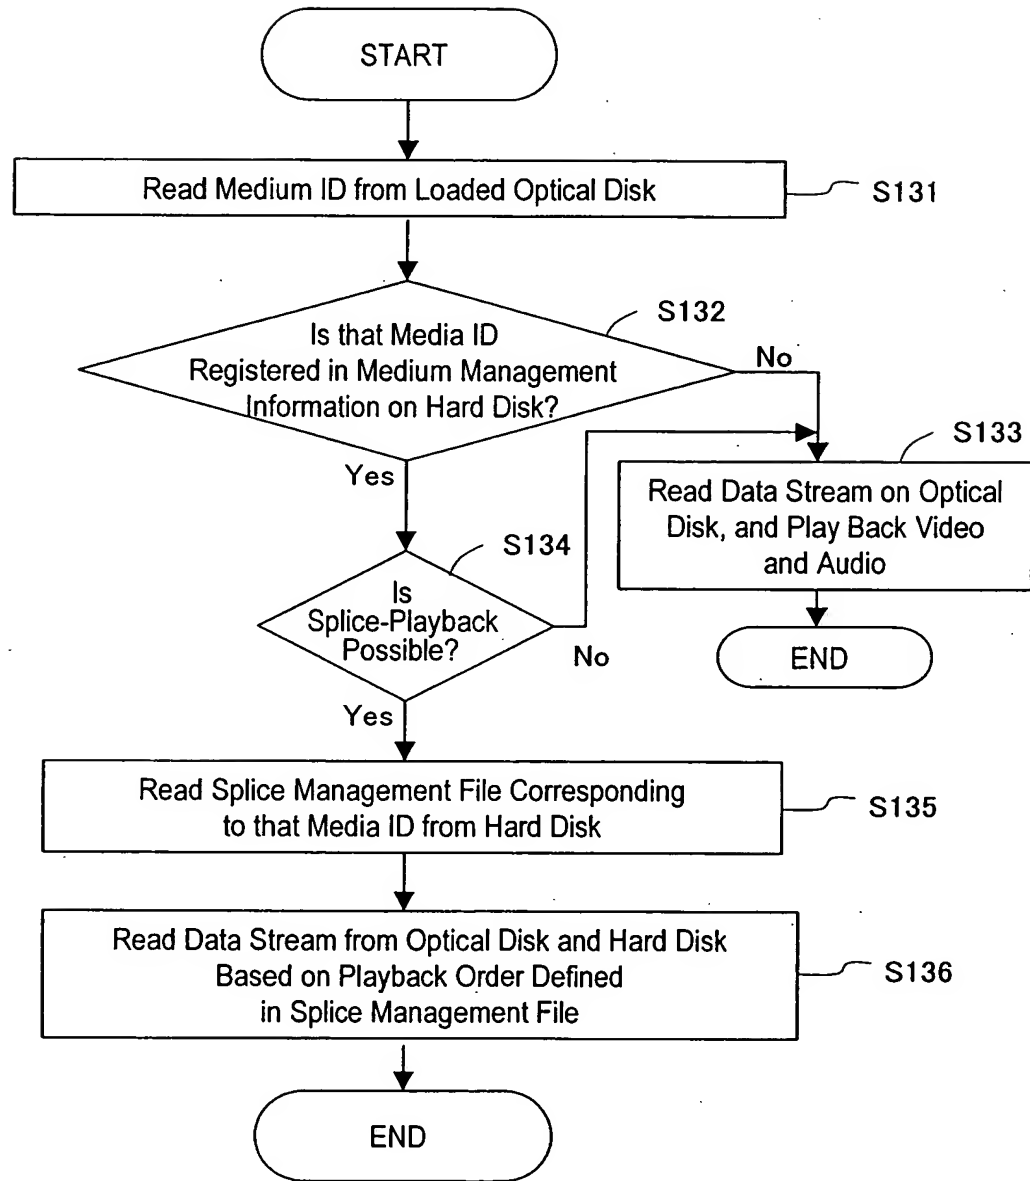 START
Read Medium ID from Loaded Optical Disk
S131
S132
Is that Media ID
Registered in Medium Management
Information on Hard Disk?
No
Yes
S133
Read Data Stream on Optical
Disk, and Play Back Video
and Audio
END
S134
Is
Splice-Playback
Possible?
No
Yes
Read Splice Management File Corresponding
to that Media ID from Hard Disk
S135
Read Data Stream from Optical Disk and Hard Disk
Based on Playback Order Defined
in Splice Management File
S136
END